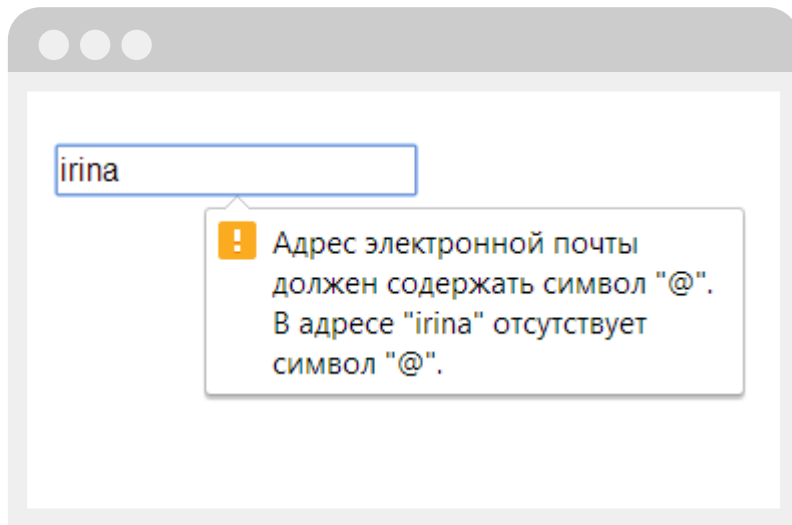 irina
Адрес электронной почты
должен содержать символ "@".
В адресе "irina" отсутствует
символ "@".